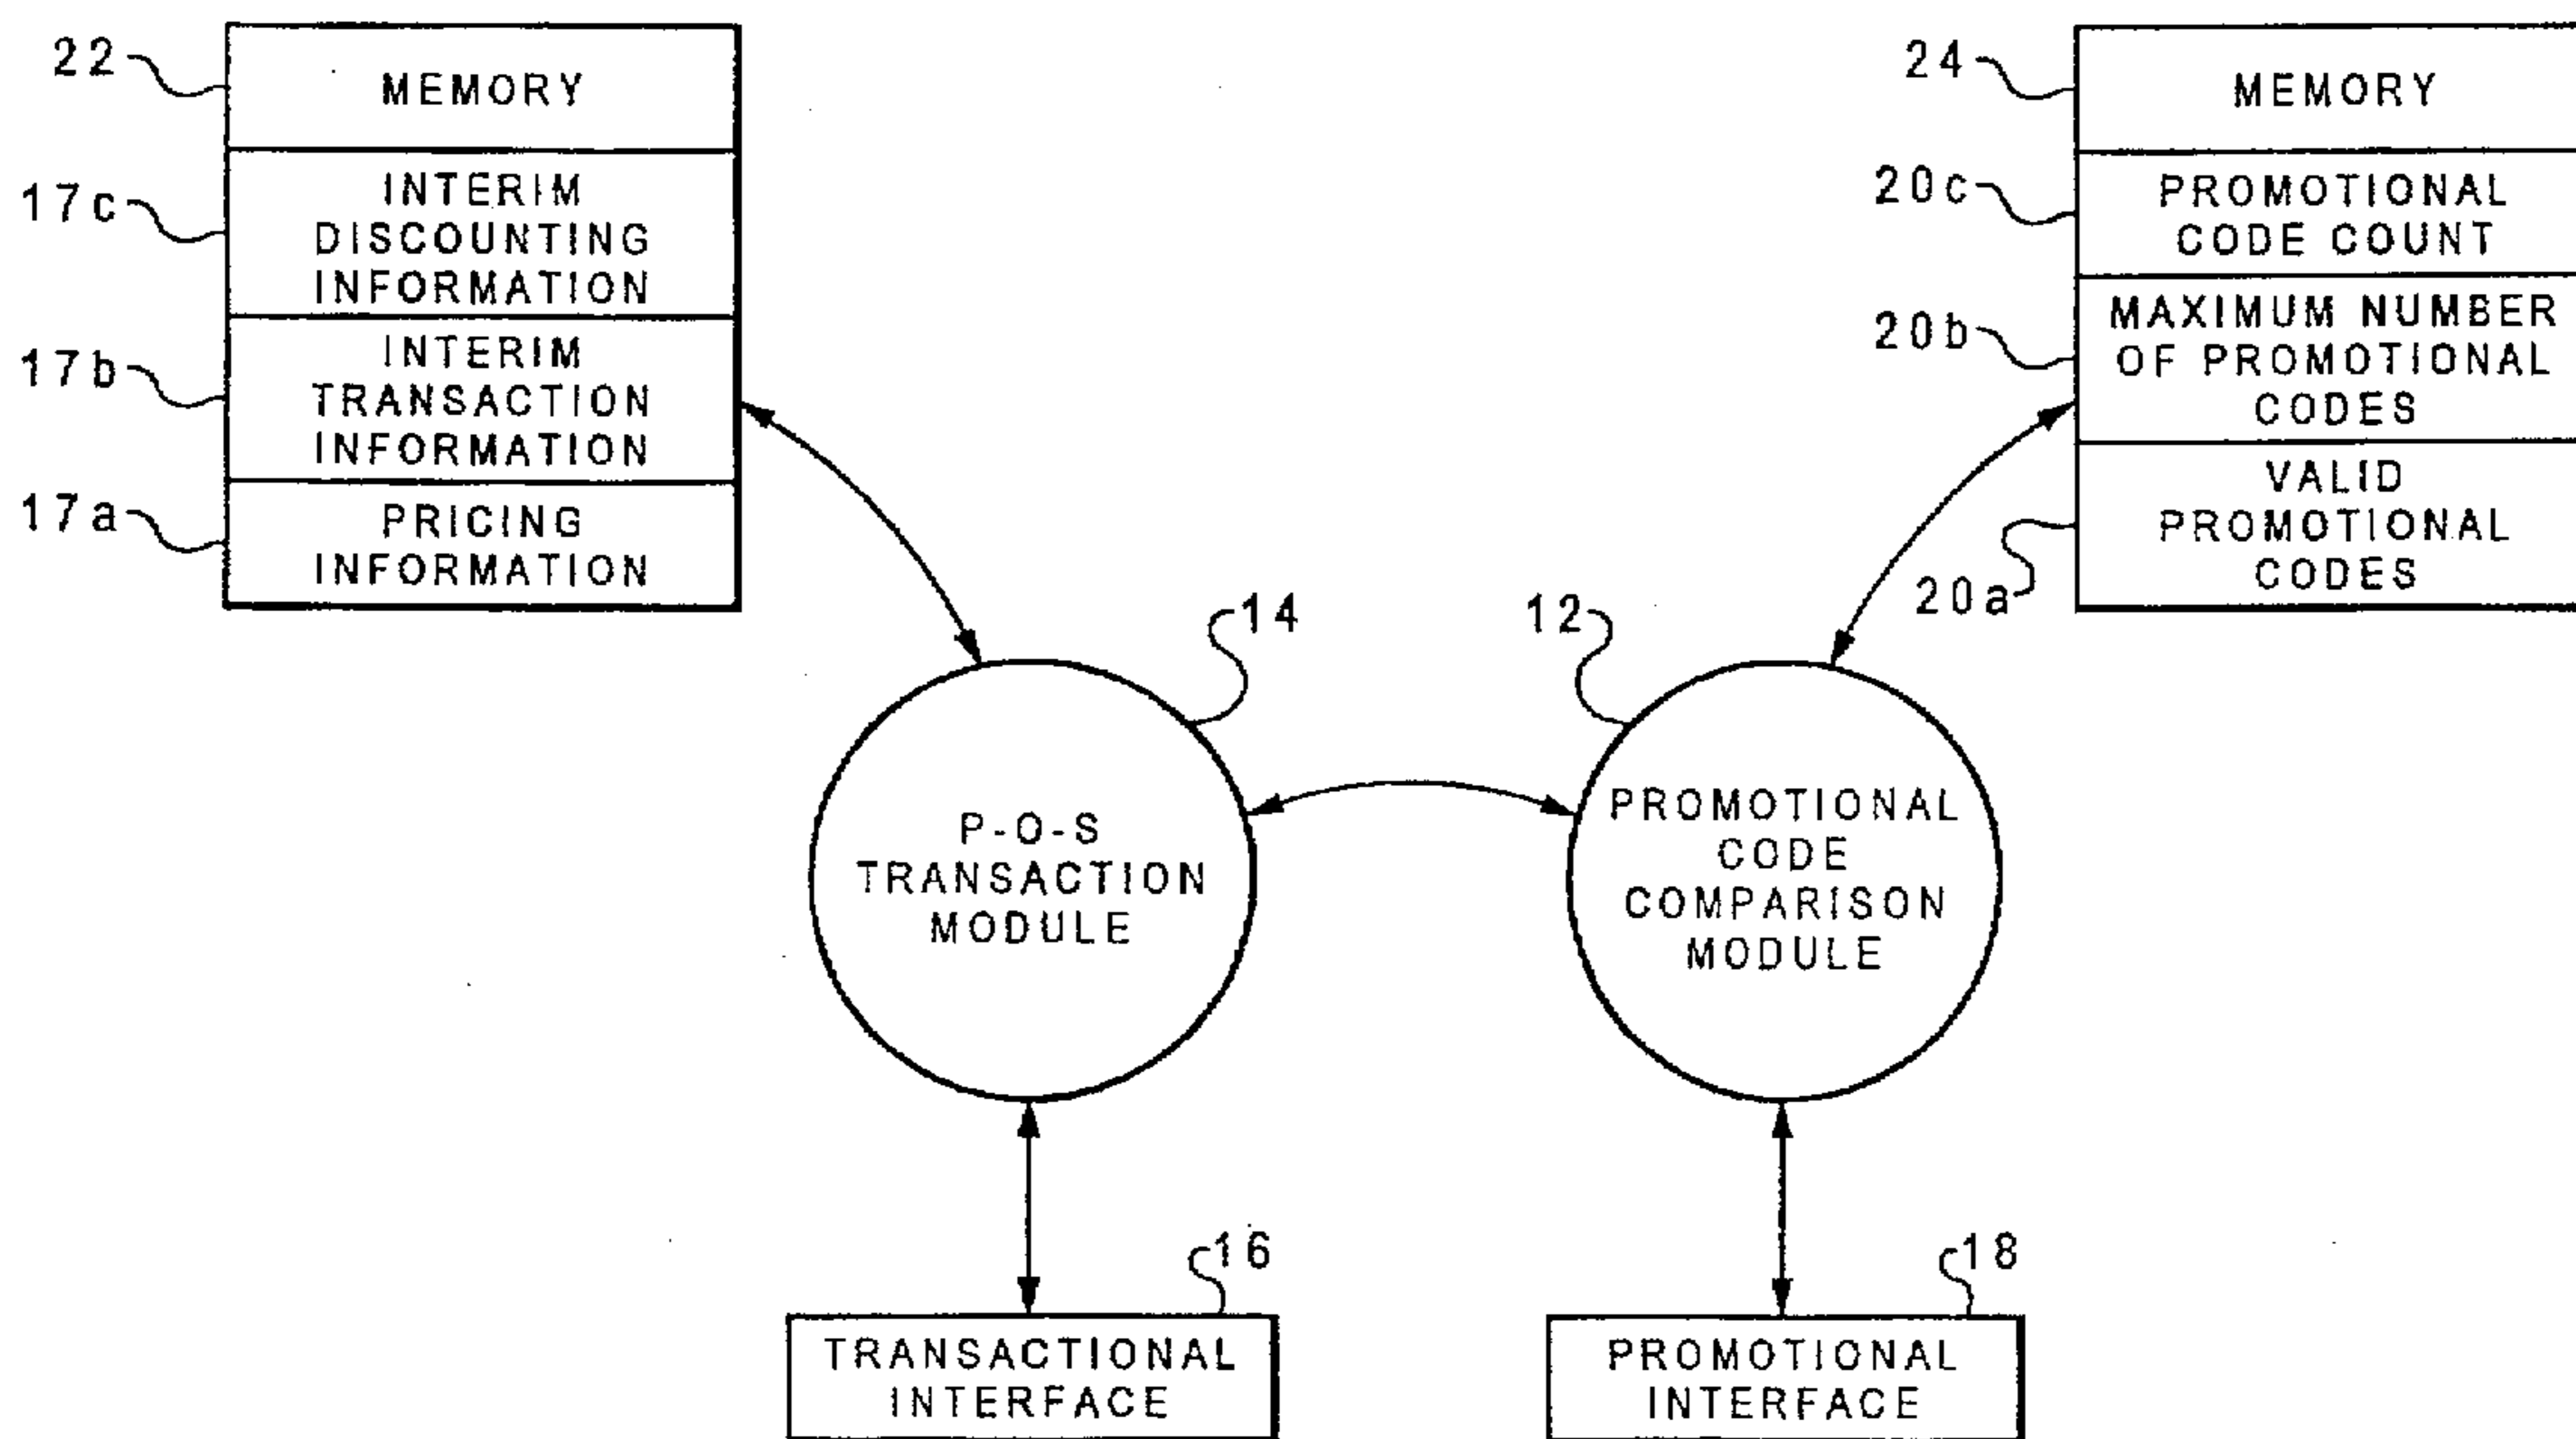 22
MEMORY
17c
INTERIM
DISCOUNTING
INFORMATION
17b
INTERIM
TRANSACTION
INFORMATION
17a
PRICING
INFORMATION
24
MEMORY
20c
PROMOTIONAL
CODE COUNT
20b
MAXIMUM NUMBER
OF PROMOTIONAL
CODES
20a
VALID
PROMOTIONAL
CODES
14
P-O-S
TRANSACTION
MODULE
12
PROMOTIONAL
CODE
COMPARISON
MODULE
16
TRANSACTIONAL
INTERFACE
18
PROMOTIONAL
INTERFACE